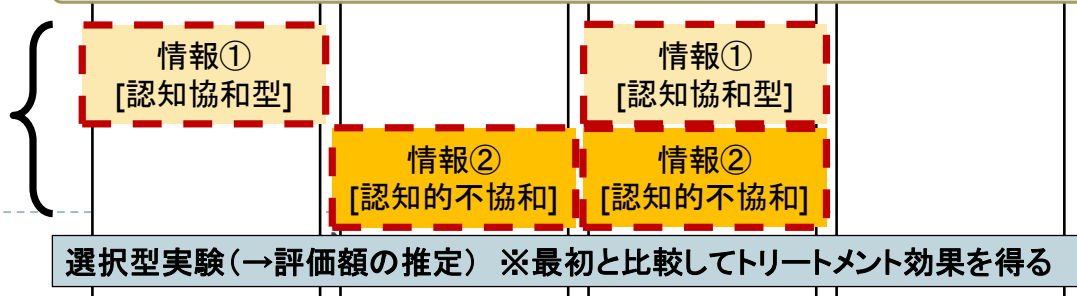 情報①
[認知協和型]
情報①
[認知協和型]
情報②
[認知的不協和]
情報②
[認知的不協和]
選択型実験(→評価額の推定) ※最初と比較してトリートメント効果を得る